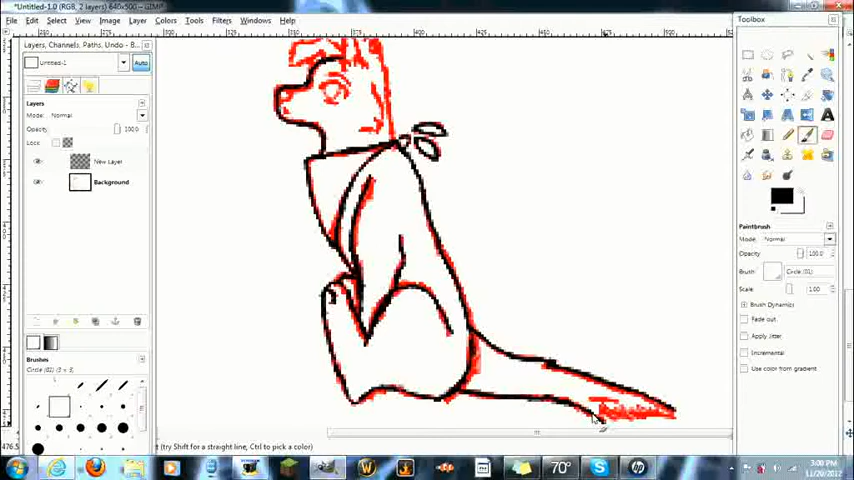 *Untitled-1.0 (RGB, 2 layers) 640x500 – GIMP
File Edit Select View Image Layer Colors Tools Filters Windows Help
Layers, Channels, Paths, Undo - B...
Untitled-1
Auto
Layers
Mode: Normal
Opacity 100.0
Lock:
New Layer
Background
Brushes
Circle (01) (3 x 3)
(try Shift for a straight line, Ctrl to pick a color)
Toolbox
Paintbrush
Mode: Normal
Opacity 100.0
Brush Circle (01)
Scale: 1.00
Brush Dynamics
Fade out
Apply Jitter
Incremental
Use color from gradient
70°
3:00 PM
11/20/2012